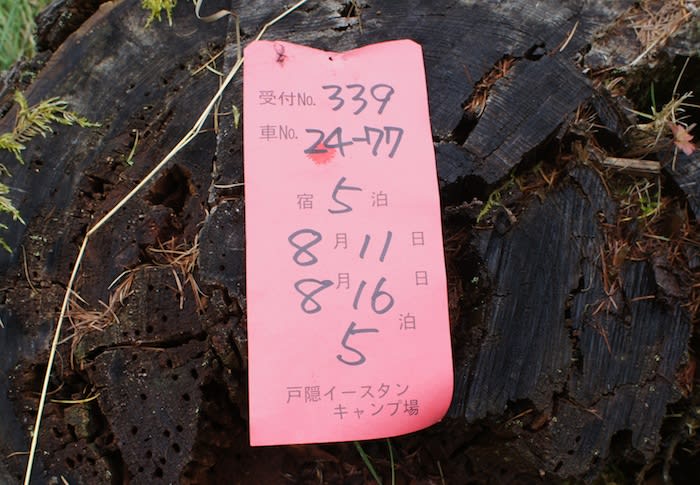 受付No. 339
車No. 24-77
宿 5 泊
8 月 11 日
8 月 16 日
5 泊
戸隠イースタン
キャンプ場